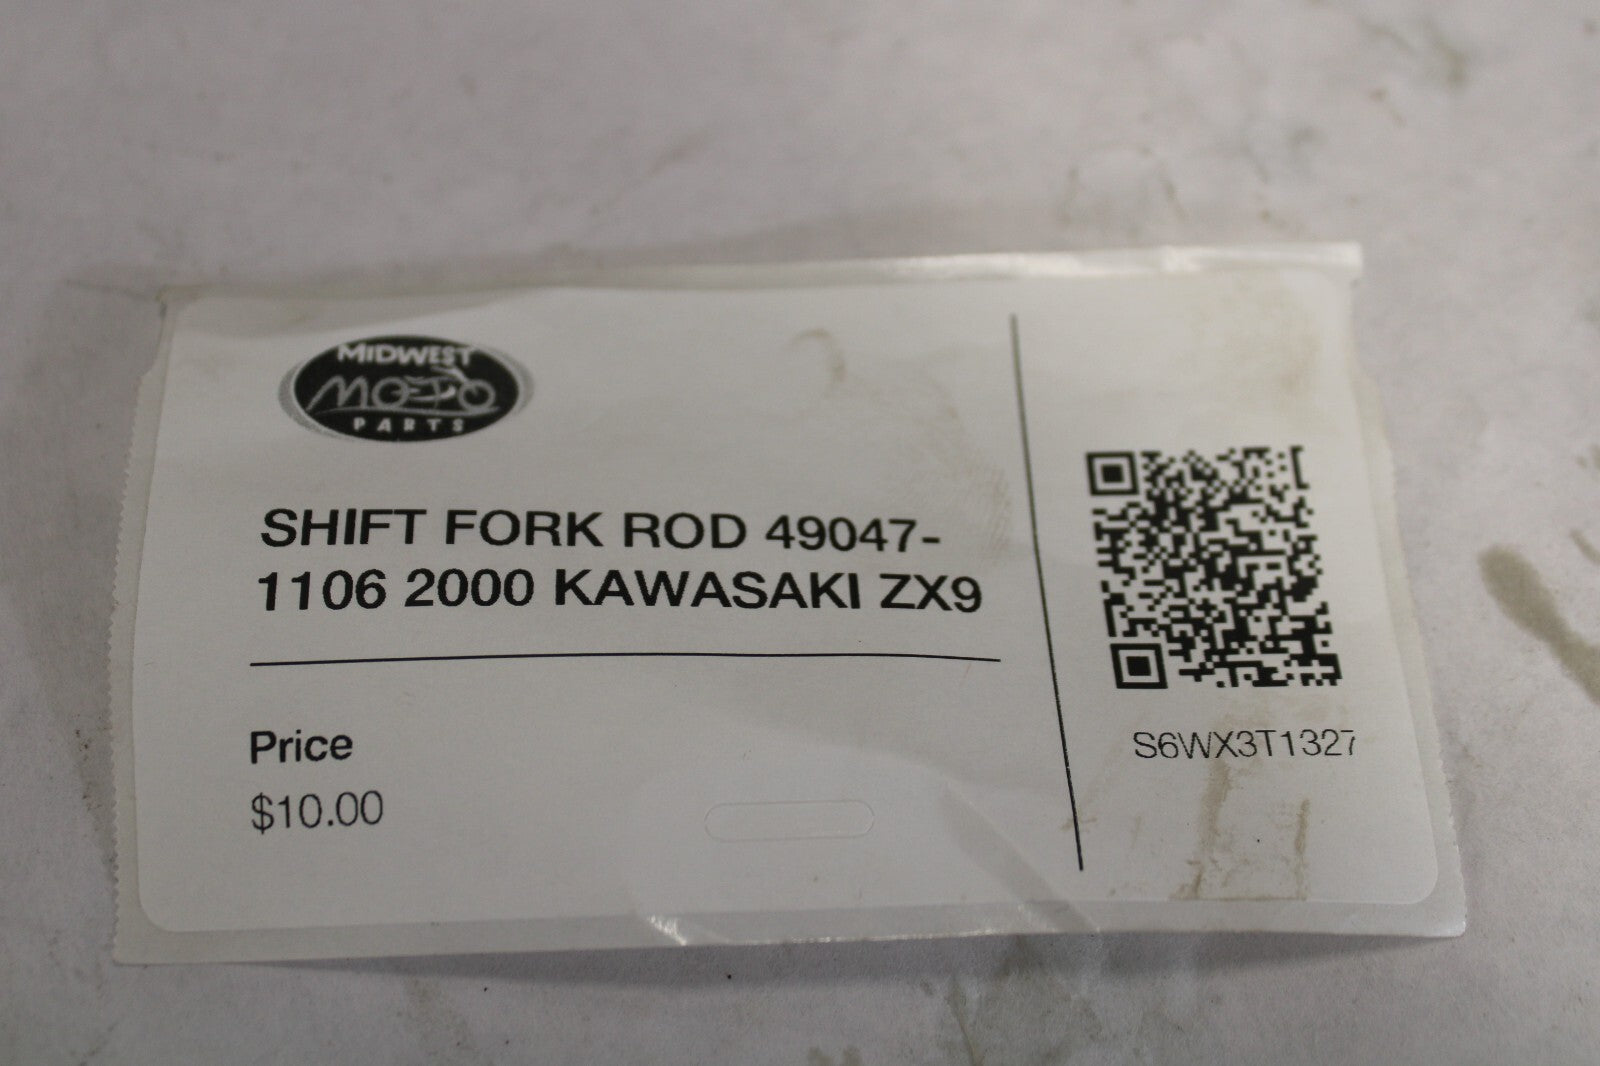 MIDWEST
MOTO
PARTS
SHIFT FORK ROD 49047-
1106 2000 KAWASAKI ZX9
Price
$10.00
S6WX3T1327